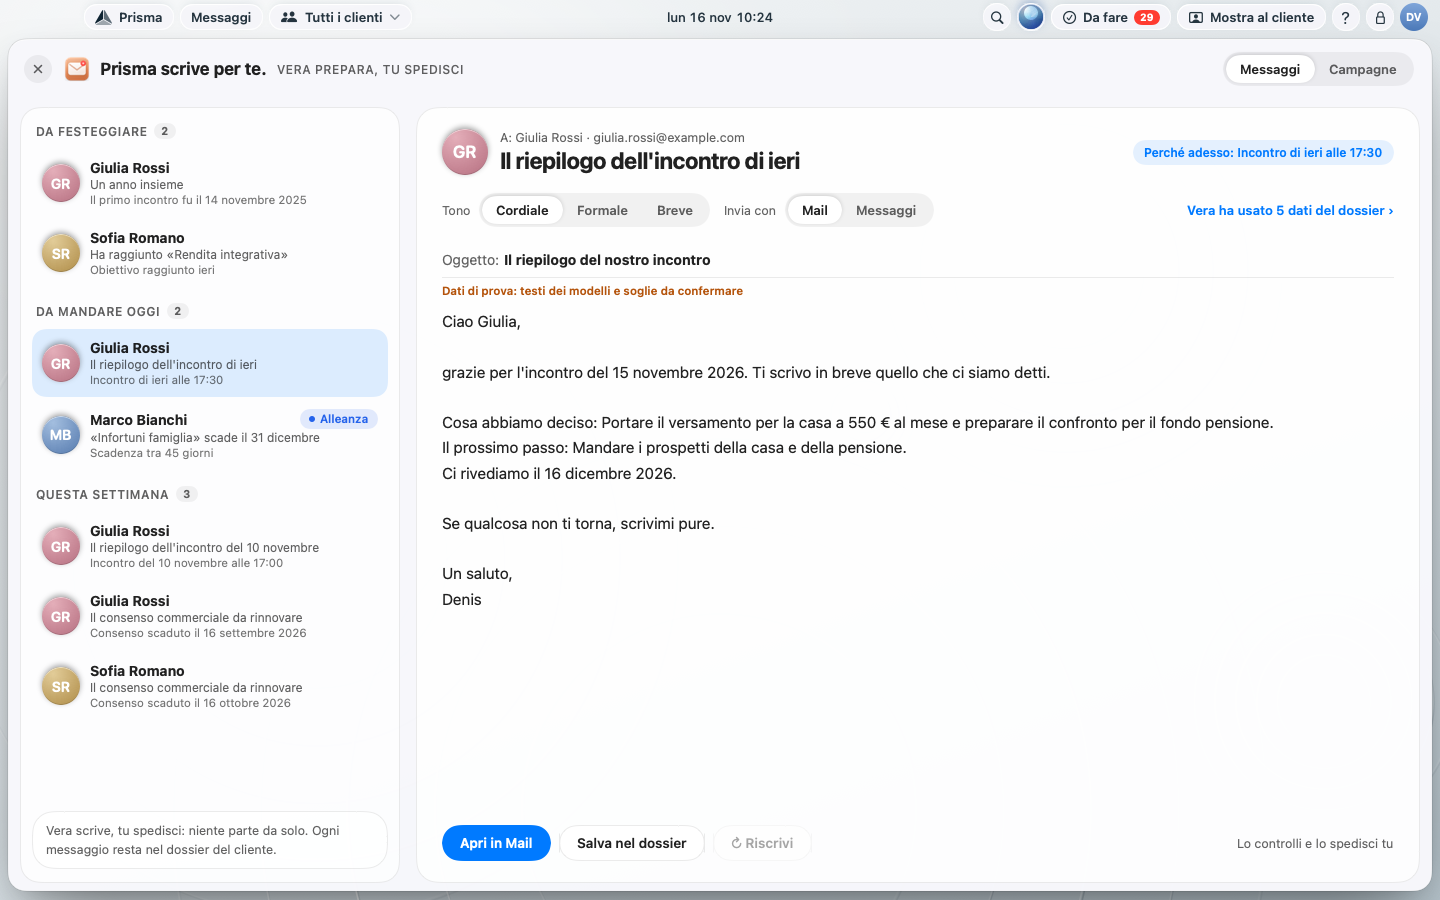 Prisma
Messaggi
Tutti i clienti
lun 16 nov 10:24
Da fare 29
Mostra al cliente
?
DV
Prisma scrive per te. VERA PREPARA, TU SPEDISCI
Messaggi
Campagne
DA FESTEGGIARE 2
GR
Giulia Rossi
Un anno insieme
Il primo incontro fu il 14 novembre 2025
SR
Sofia Romano
Ha raggiunto «Rendita integrativa»
Obiettivo raggiunto ieri
DA MANDARE OGGI 2
GR
Giulia Rossi
Il riepilogo dell'incontro di ieri
Incontro di ieri alle 17:30
MB
Marco Bianchi
Alleanza
«Infortuni famiglia» scade il 31 dicembre
Scadenza tra 45 giorni
QUESTA SETTIMANA 3
GR
Giulia Rossi
Il riepilogo dell'incontro del 10 novembre
Incontro del 10 novembre alle 17:00
GR
Giulia Rossi
Il consenso commerciale da rinnovare
Consenso scaduto il 16 settembre 2026
SR
Sofia Romano
Il consenso commerciale da rinnovare
Consenso scaduto il 16 ottobre 2026
Vera scrive, tu spedisci: niente parte da solo. Ogni
messaggio resta nel dossier del cliente.
GR
A: Giulia Rossi · giulia.rossi@example.com
Il riepilogo dell'incontro di ieri
Perché adesso: Incontro di ieri alle 17:30
Tono
Cordiale
Formale
Breve
Invia con
Mail
Messaggi
Vera ha usato 5 dati del dossier ›
Oggetto: Il riepilogo del nostro incontro
Dati di prova: testi dei modelli e soglie da confermare
Ciao Giulia,
grazie per l'incontro del 15 novembre 2026. Ti scrivo in breve quello che ci siamo detti.
Cosa abbiamo deciso: Portare il versamento per la casa a 550 € al mese e preparare il confronto per il fondo pensione.
Il prossimo passo: Mandare i prospetti della casa e della pensione.
Ci rivediamo il 16 dicembre 2026.
Se qualcosa non ti torna, scrivimi pure.
Un saluto,
Denis
Apri in Mail
Salva nel dossier
Riscrivi
Lo controlli e lo spedisci tu